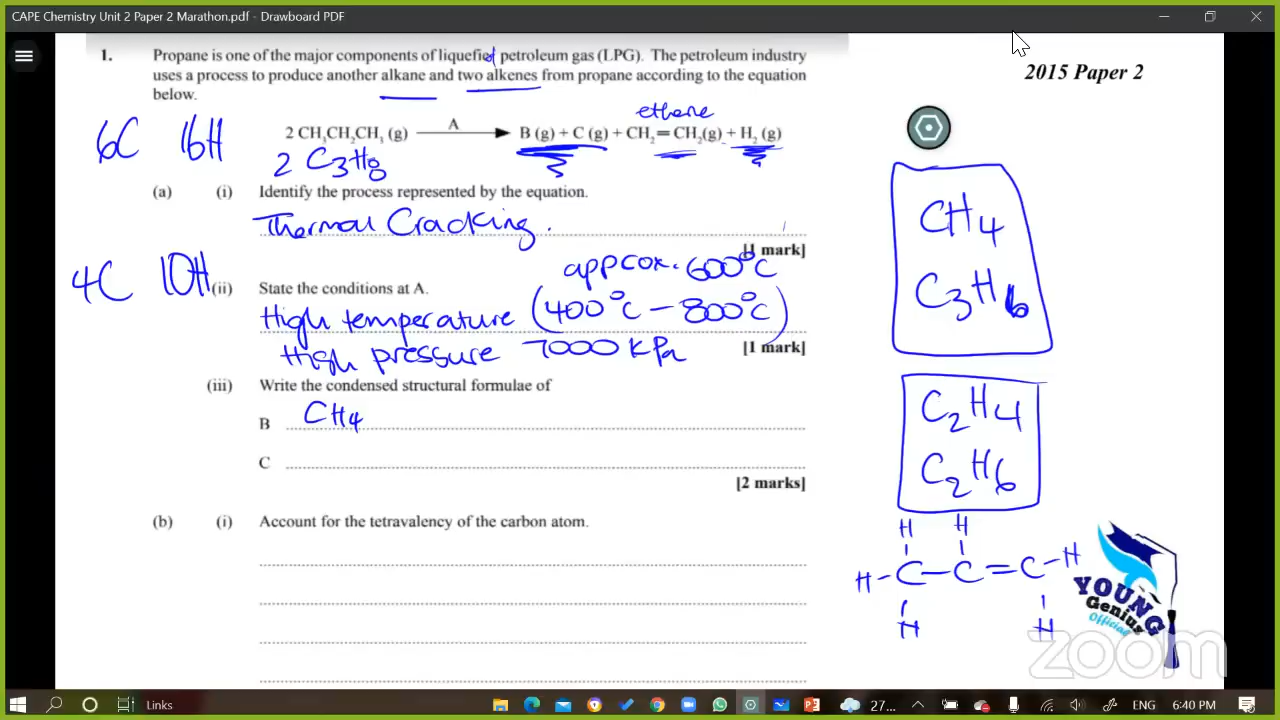 CAPE Chemistry Unit 2 Paper 2 Marathon.pdf - Drawboard PDF
2015 Paper 2
1. Propane is one of the major components of liquefied petroleum gas (LPG). The petroleum industry
uses a process to produce another alkane and two alkenes from propane according to the equation
below.
ethene
6C 16H
2 CH₃CH₂CH₃ (g) A B (g) + C (g) + CH₂=CH₂(g) + H₂ (g)
2 C₃H₈
(a) (i) Identify the process represented by the equation.
Thermal Cracking.
[1 mark]
4C 10H
approx. 600°C
(ii) State the conditions at A.
High temperature (400°C – 800°C)
High pressure 7000 KPa
[1 mark]
(iii) Write the condensed structural formulae of
B CH₄
C
[2 marks]
(b) (i) Account for the tetravalency of the carbon atom.
CH₄
C₃H₆
C₂H₄
C₂H₆
H H
H-C-C=C-H
H H
YOUNG
Genius
Official
zoom
Links
27...
ENG
6:40 PM